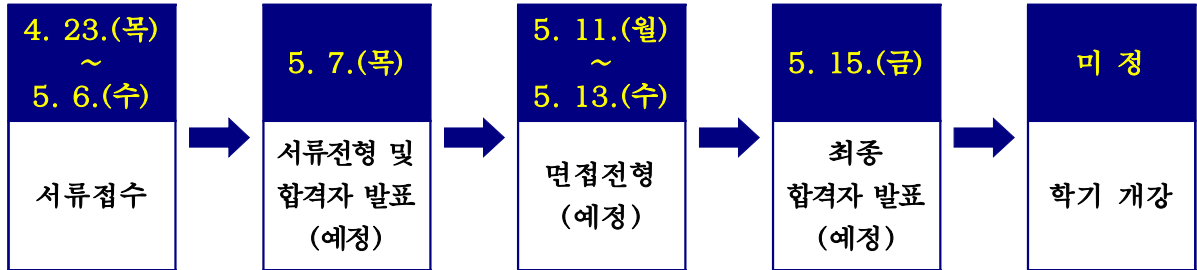 4. 23.(목)
~
5. 6.(수)
서류접수
5. 7.(목)
서류전형 및
합격자 발표
(예정)
5. 11.(월)
~
5. 13.(수)
면접전형
(예정)
5. 15.(금)
최종
합격자 발표
(예정)
미 정
학기 개강